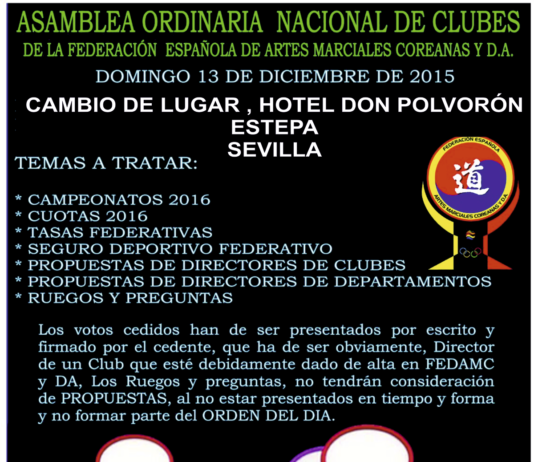 ASAMBLEA ORDINARIA NACIONAL DE CLUBES
DE LA FEDERACIÓN ESPAÑOLA DE ARTES MARCIALES COREANAS Y D.A.
DOMINGO 13 DE DICIEMBRE DE 2015
CAMBIO DE LUGAR , HOTEL DON POLVORÓN
ESTEPA
SEVILLA
TEMAS A TRATAR:
FEDERACIÓN ESPAÑOLA
道
ARTES MARCIALES COREANAS Y D.A.
* CAMPEONATOS 2016
* CUOTAS 2016
* TASAS FEDERATIVAS
* SEGURO DEPORTIVO FEDERATIVO
* PROPUESTAS DE DIRECTORES DE CLUBES
* PROPUESTAS DE DIRECTORES DE DEPARTAMENTOS
* RUEGOS Y PREGUNTAS
Los votos cedidos han de ser presentados por escrito y
firmado por el cedente, que ha de ser obviamente, Director
de un Club que esté debidamente dado de alta en FEDAMC
y DA, Los Ruegos y preguntas, no tendrán consideración
de PROPUESTAS, al no estar presentados en tiempo y forma
y no formar parte del ORDEN DEL DIA.